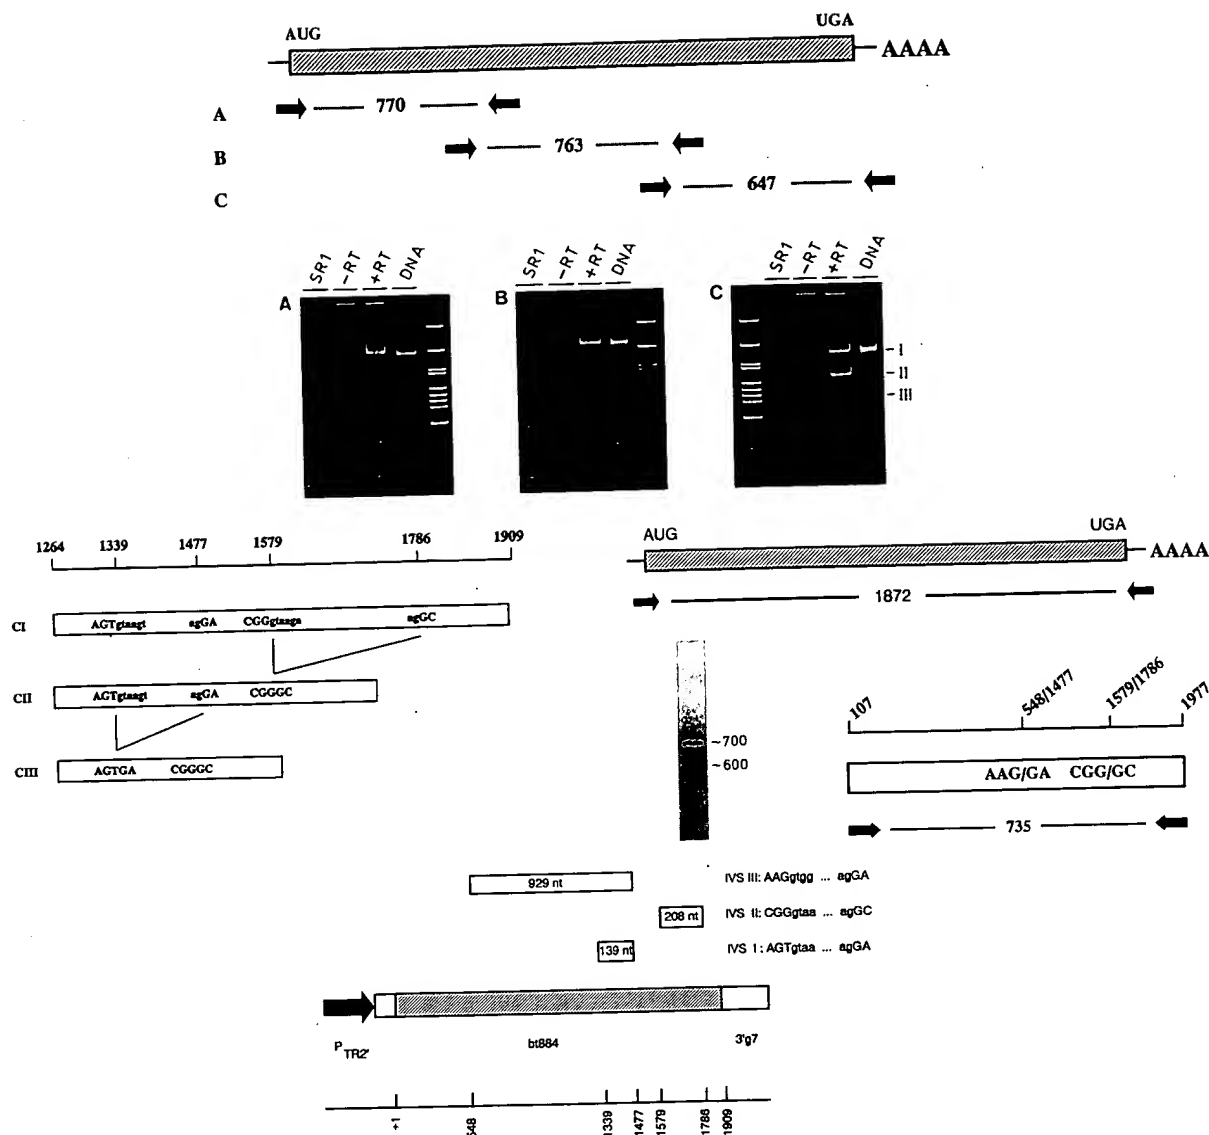 AUG UGA
AAAA
A 770
B 763
C 647
SR1 -RT +RT DNA
A
SR1 -RT +RT DNA
B
SR1 -RT +RT DNA
C
- I
- II
- III
1264 1339 1477 1579 1786 1909
CI AGTgtaagt agGA CGGgtaaga agGC
CII AGTgtaagt agGA CGGGC
CIII AGTGA CGGGC
AUG UGA
AAAA
1872
~700
~600
107 548/1477 1579/1786 1977
AAG/GA CGG/GC
735
929 nt IVS III: AAGgtgg ... agGA
208 nt IVS II: CGGgtaa ... agGC
139 nt IVS I: AGTgtaa ... agGA
PTR2' bt884 3'g7
+1 548 1339 1477 1579 1786 1909